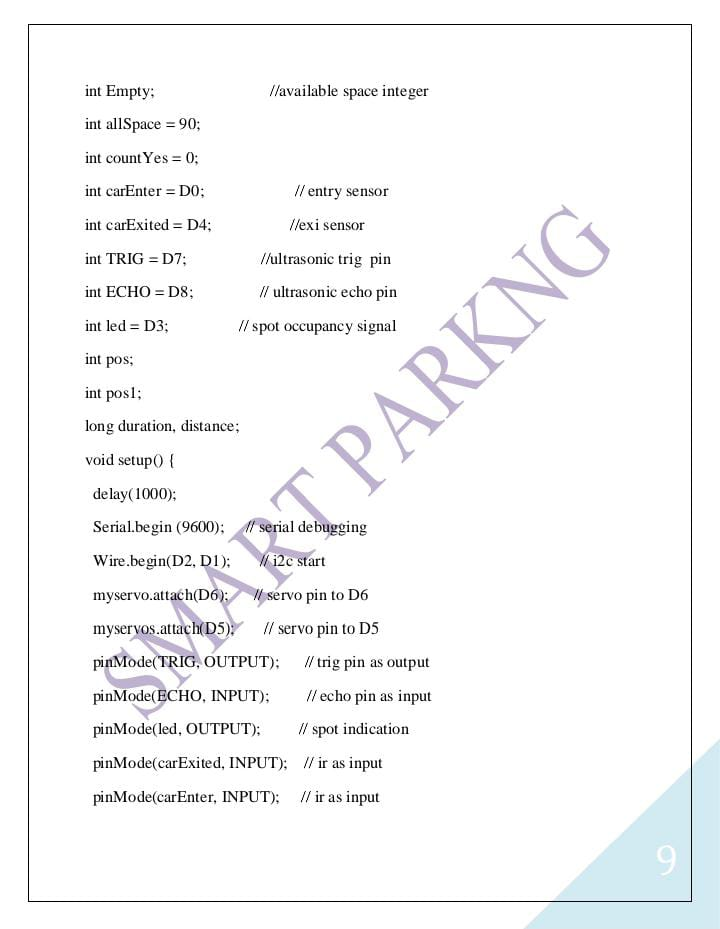 int Empty; //available space integer
int allSpace = 90;
int countYes = 0;
int carEnter = D0; // entry sensor
int carExited = D4; //exi sensor
int TRIG = D7; //ultrasonic trig pin
int ECHO = D8; // ultrasonic echo pin
int led = D3; // spot occupancy signal
int pos;
int pos1;
long duration, distance;
void setup() {
delay(1000);
Serial.begin (9600); // serial debugging
Wire.begin(D2, D1); // i2c start
myservo.attach(D6); // servo pin to D6
myservos.attach(D5); // servo pin to D5
pinMode(TRIG, OUTPUT); // trig pin as output
pinMode(ECHO, INPUT); // echo pin as input
pinMode(led, OUTPUT); // spot indication
pinMode(carExited, INPUT); // ir as input
pinMode(carEnter, INPUT); // ir as input
SMART PARKNG
9